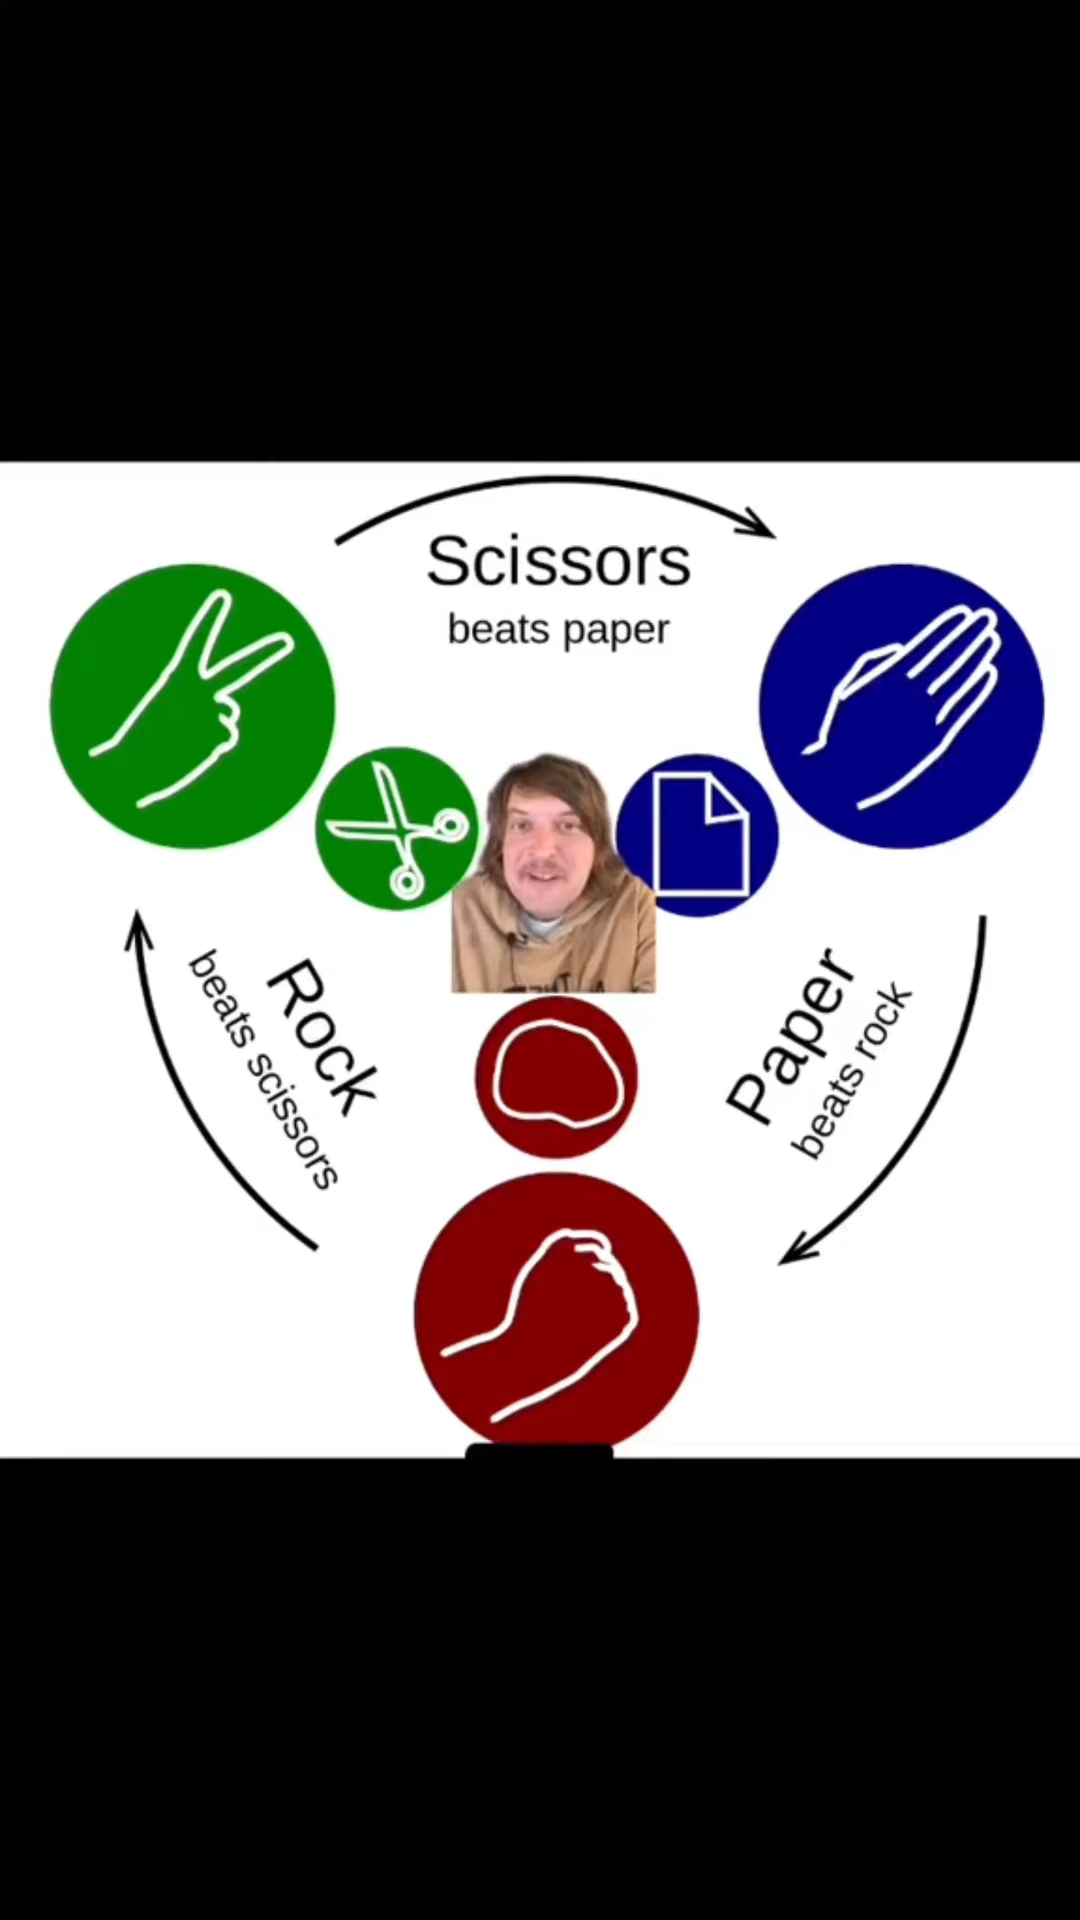 Scissors
beats paper
Rock
beats scissors
Paper
beats rock